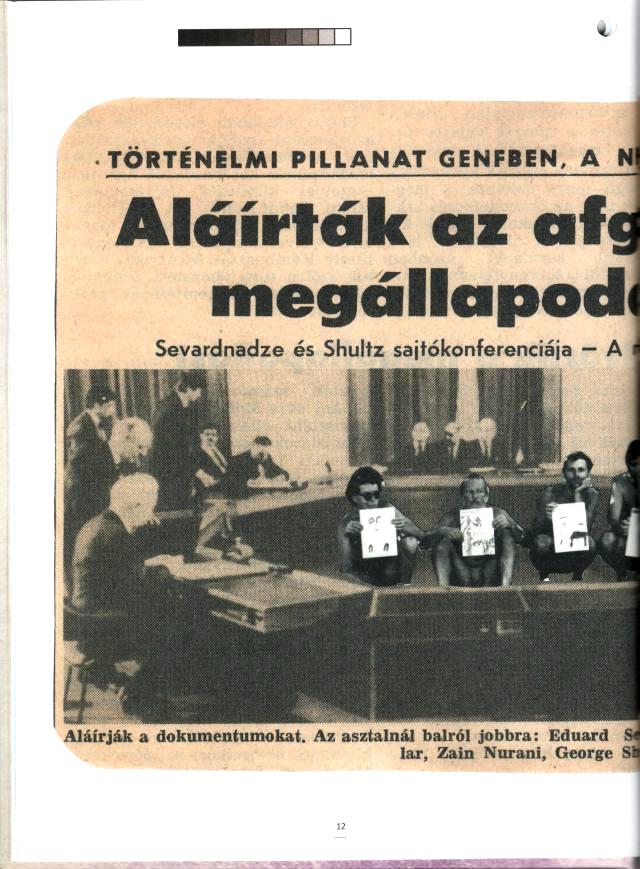 TÖRTÉNELMI PILLANAT GENFBEN, A
Aláírták az afg
megállapod
Sevardnadze és Shultz sajtókonferenciája — A
Aláírják a dokumentumokat. Az asztalnál balról jobbra: Eduard Se
lar, Zain Nurani, George Sh
12